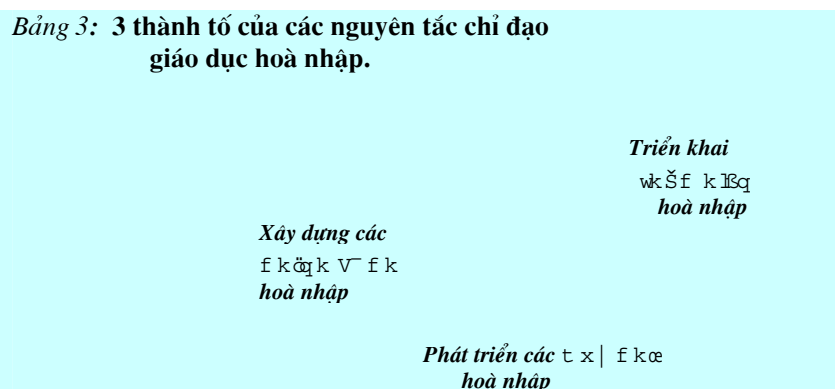 Bảng 3: 3 thành tố của các nguyên tắc chỉ đạo
giáo dục hoà nhập.
Triển khai
hoà nhập
Xây dựng các
hoà nhập
Phát triển các
hoà nhập